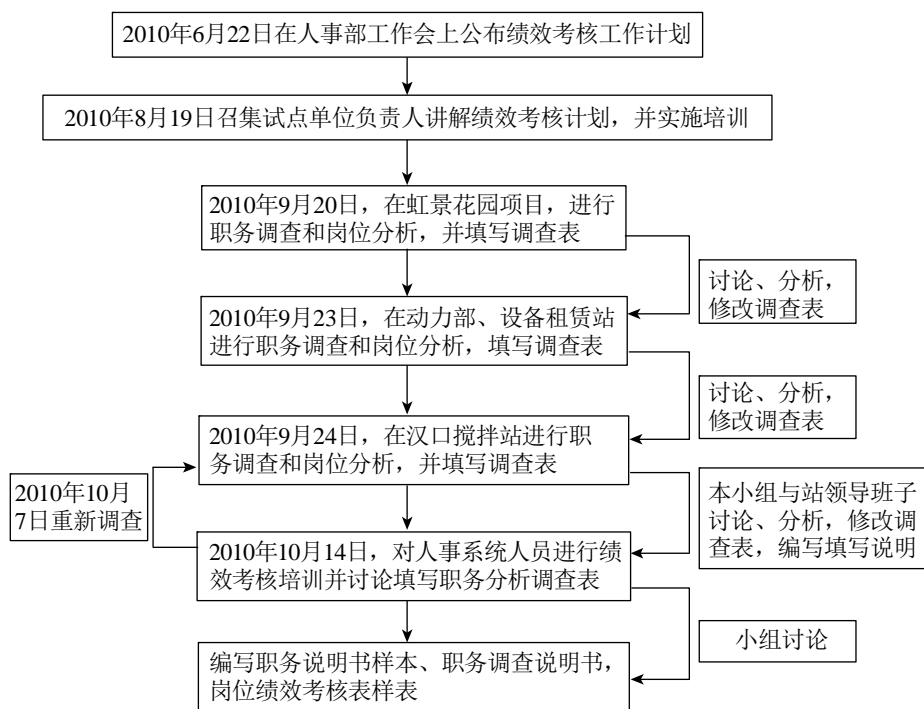 2010年6月22日在人事部工作会上公布绩效考核工作计划
2010年8月19日召集试点单位负责人讲解绩效考核计划，并实施培训
2010年9月20日，在虹景花园项目，进行
职务调查和岗位分析，并填写调查表
讨论、分析，
修改调查表
2010年9月23日，在动力部、设备租赁站
进行职务调查和岗位分析，填写调查表
讨论、分析，
修改调查表
2010年9月24日，在汉口搅拌站进行职
务调查和岗位分析，并填写调查表
2010年10月
7日重新调查
本小组与站领导班子
讨论、分析，修改调
查表，编写填写说明
2010年10月14日，对人事系统人员进行绩
效考核培训并讨论填写职务分析调查表
小组讨论
编写职务说明书样本、职务调查说明书，
岗位绩效考核表样表